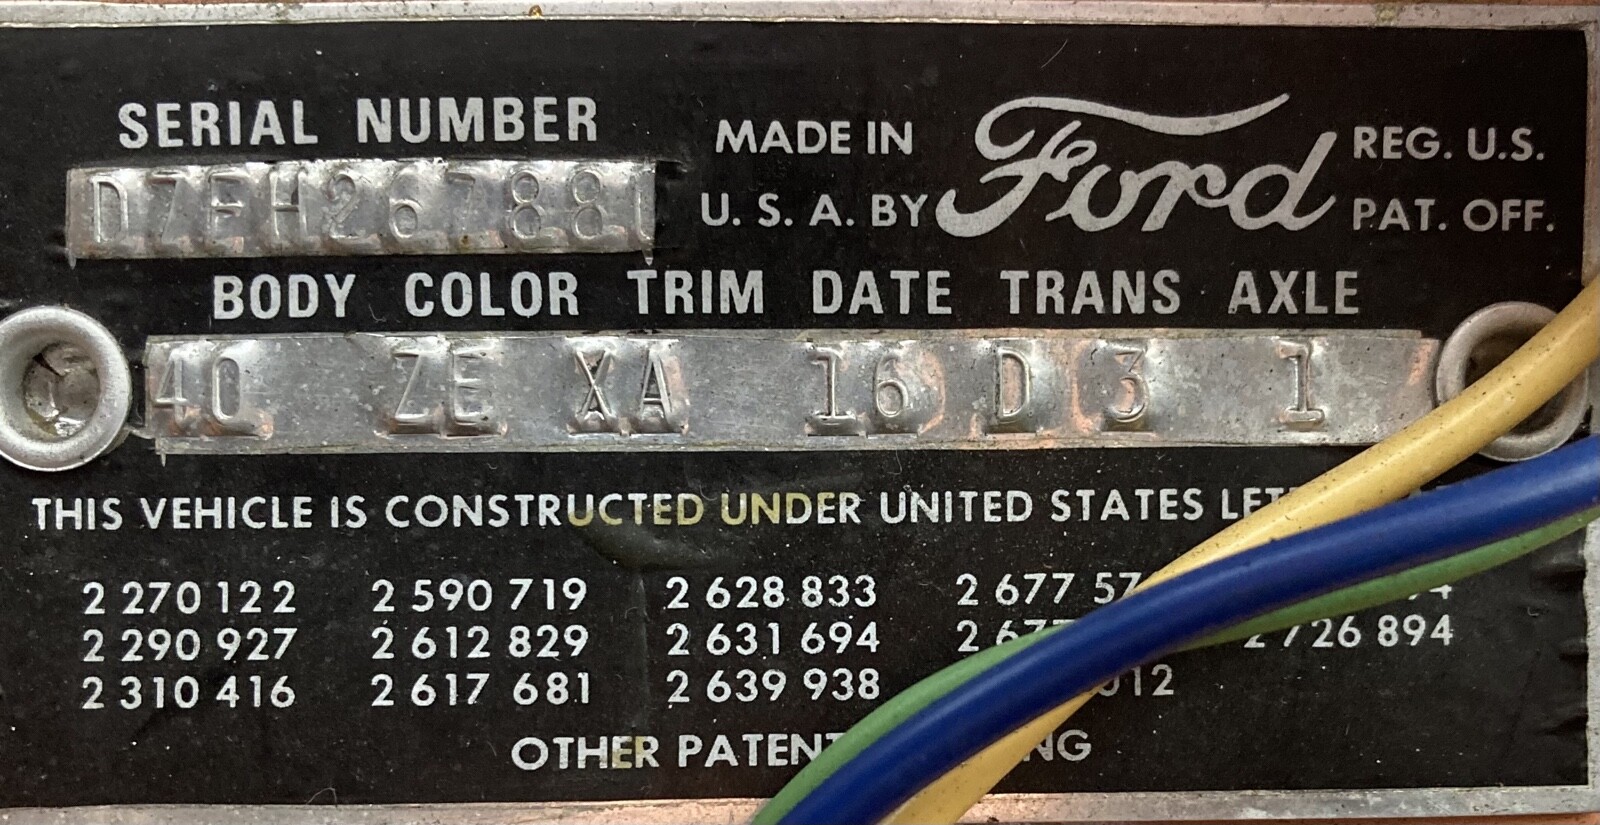 SERIAL NUMBER
D7FH267881
MADE IN
U. S. A. BY Ford
REG. U.S.
PAT. OFF.
BODY COLOR TRIM DATE TRANS AXLE
40 ZE XA 16 D 3 1
THIS VEHICLE IS CONSTRUCTED UNDER UNITED STATES
2 270 122 2 590 719 2 628 833 2 677
2 290 927 2 612 829 2 631 694 2 726 894
2 310 416 2 617 681 2 639 938
OTHER